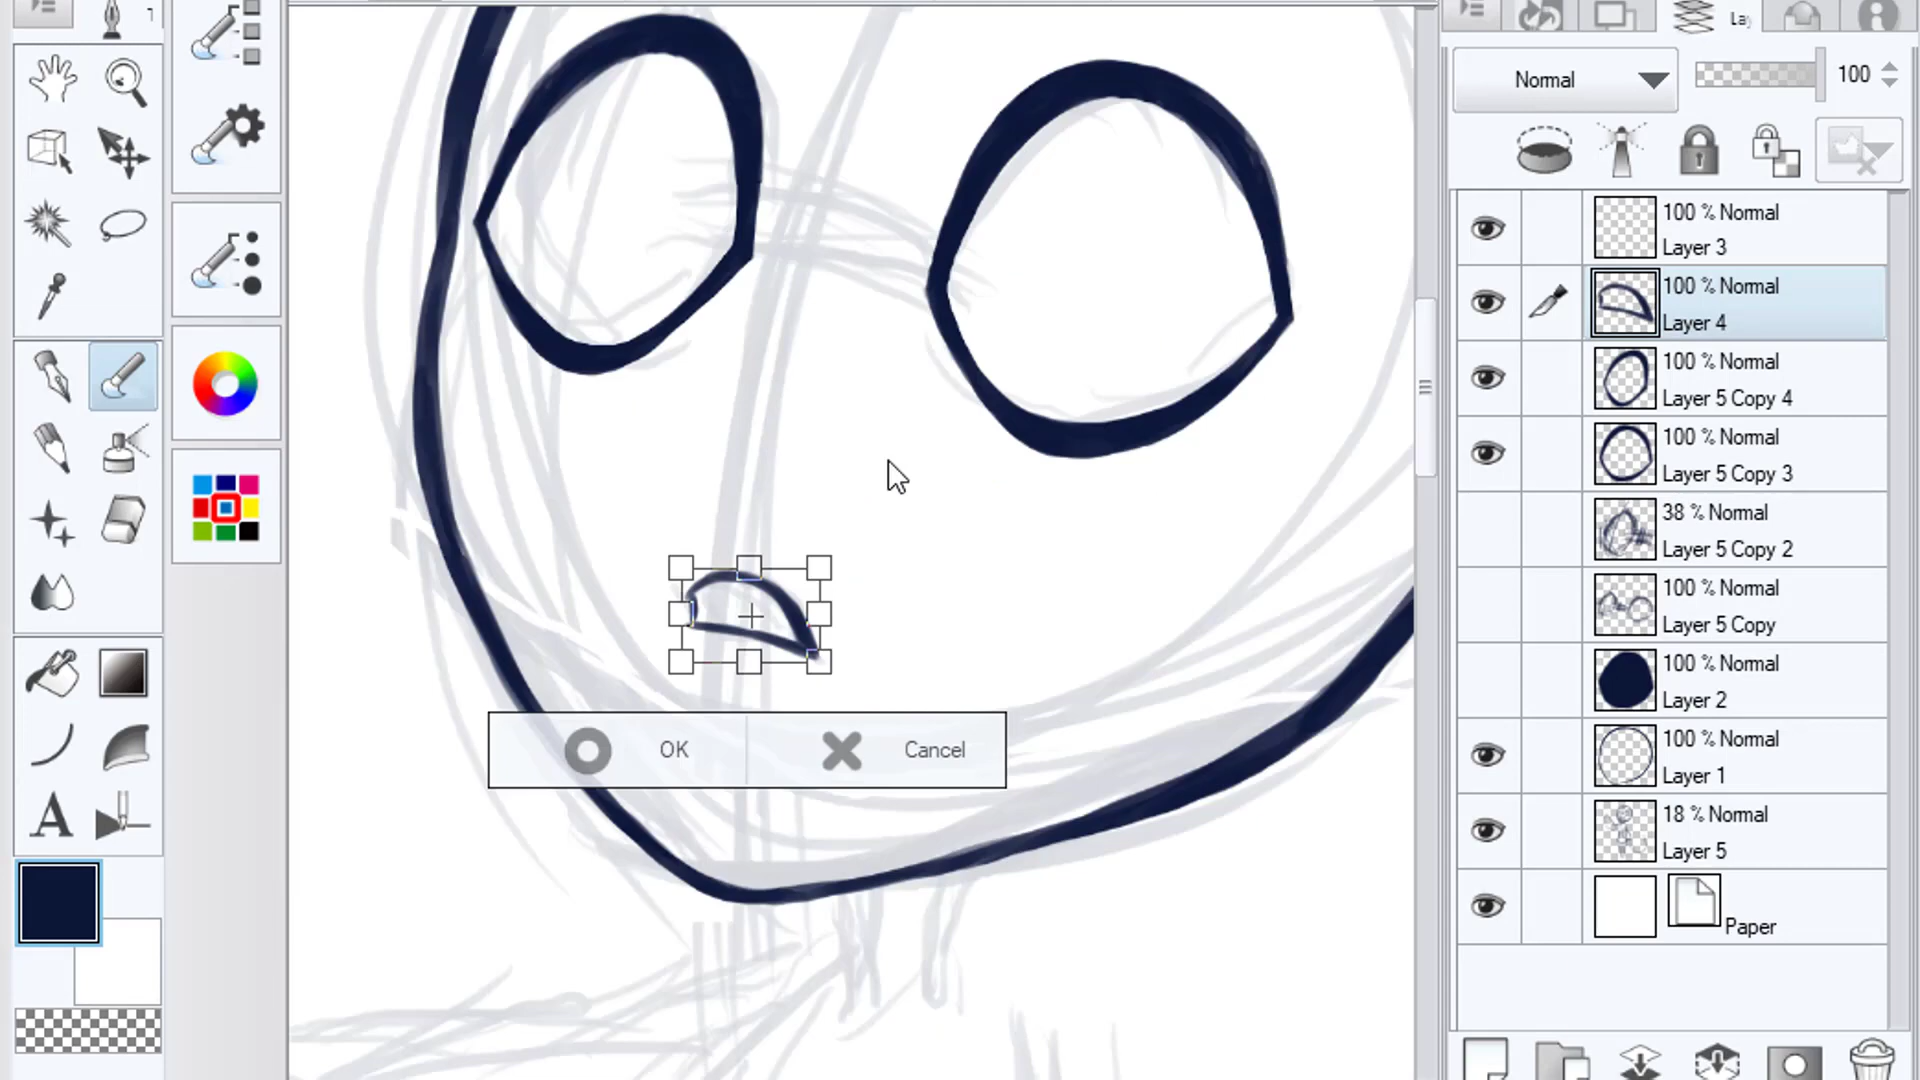 La
Normal
100
100 % Normal
Layer 3
100 % Normal
Layer 4
100 % Normal
Layer 5 Copy 4
100 % Normal
Layer 5 Copy 3
38 % Normal
Layer 5 Copy 2
100 % Normal
Layer 5 Copy
100 % Normal
Layer 2
100 % Normal
Layer 1
18 % Normal
Layer 5
Paper
OK
Cancel
A